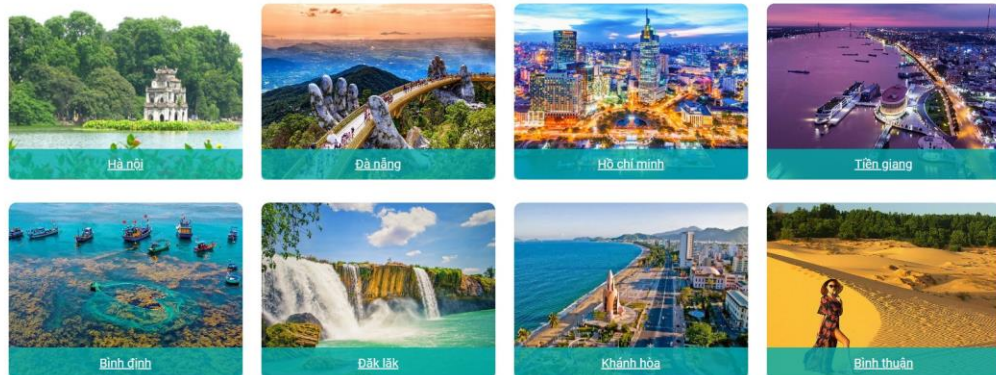 Hà nội
Đà nẵng
Hồ chí minh
Tiền giang
Bình định
Đăk lăk
Khánh hòa
Bình thuận